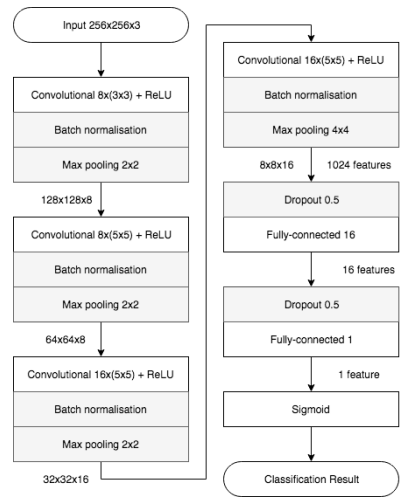 Input 256x256x3
Convolutional 8x(3x3) + ReLU
Batch normalisation
Max pooling 2x2
128x128x8
Convolutional 8x(5x5) + ReLU
Batch normalisation
Max pooling 2x2
64x64x8
Convolutional 16x(5x5) + ReLU
Batch normalisation
Max pooling 2x2
32x32x16
Convolutional 16x(5x5) + ReLU
Batch normalisation
Max pooling 4x4
8x8x16 1024 features
Dropout 0.5
Fully-connected 16
16 features
Dropout 0.5
Fully-connected 1
1 feature
Sigmoid
Classification Result